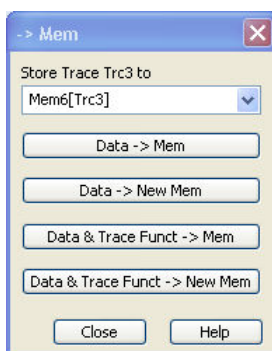 -> Mem
Store Trace Trc3 to
Mem6[Trc3]
Data -> Mem
Data -> New Mem
Data & Trace Funct -> Mem
Data & Trace Funct -> New Mem
Close Help